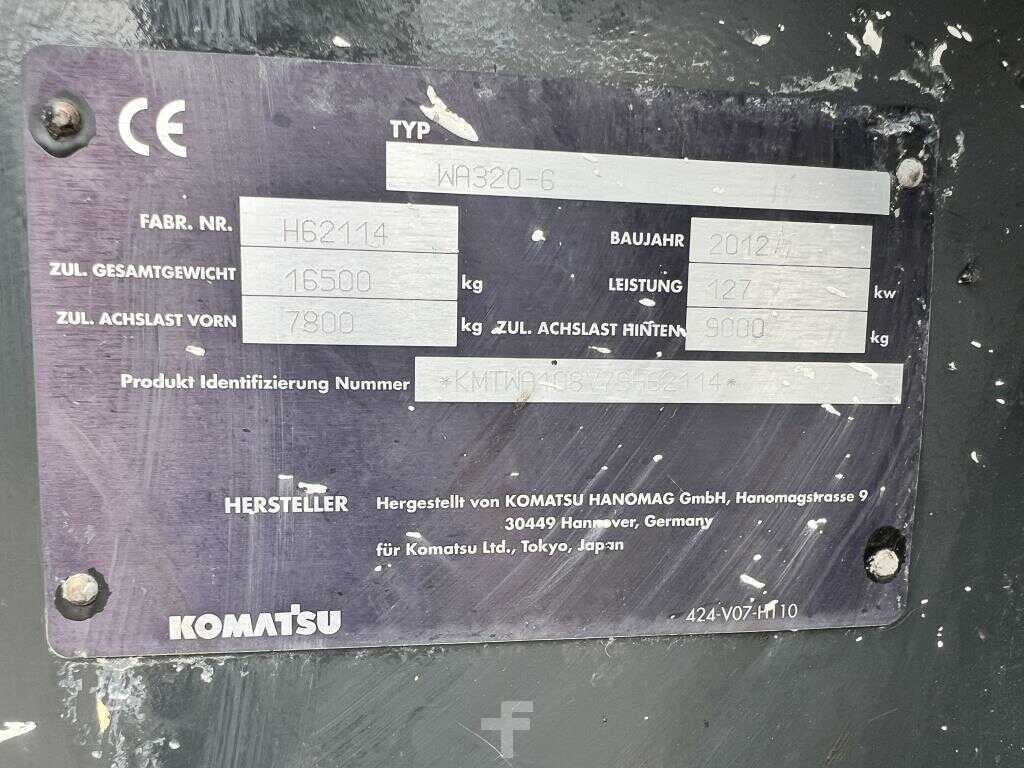 CE
TYP WA320-6
FABR. NR. H62114 BAUJAHR 2012
ZUL. GESAMTGEWICHT 16500 kg LEISTUNG 127 kw
ZUL. ACHSLAST VORN 7800 kg ZUL. ACHSLAST HINTEN 9000 kg
Produkt Identifizierung Nummer
HERSTELLER Hergestellt von KOMATSU HANOMAG GmbH, Hanomagstrasse 9
30449 Hannover, Germany
für Komatsu Ltd., Tokyo, Japan
KOMATSU 424-V07-H110